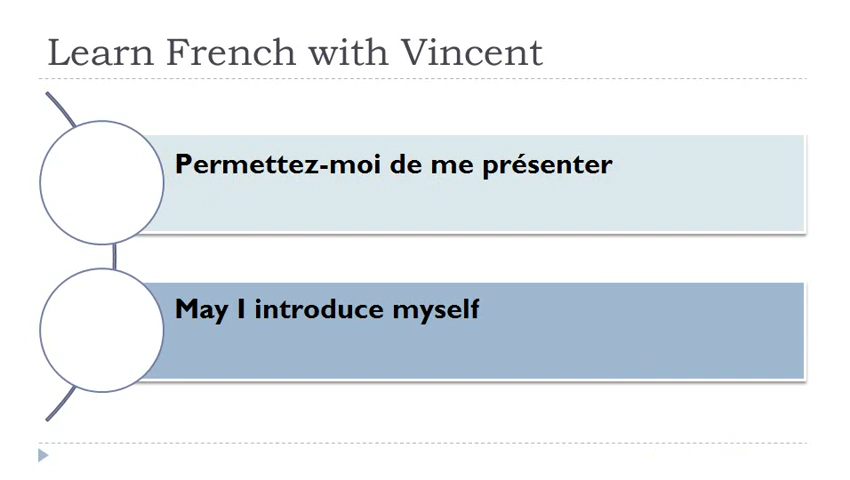 Learn French with Vincent
Permettez-moi de me présenter
May I introduce myself